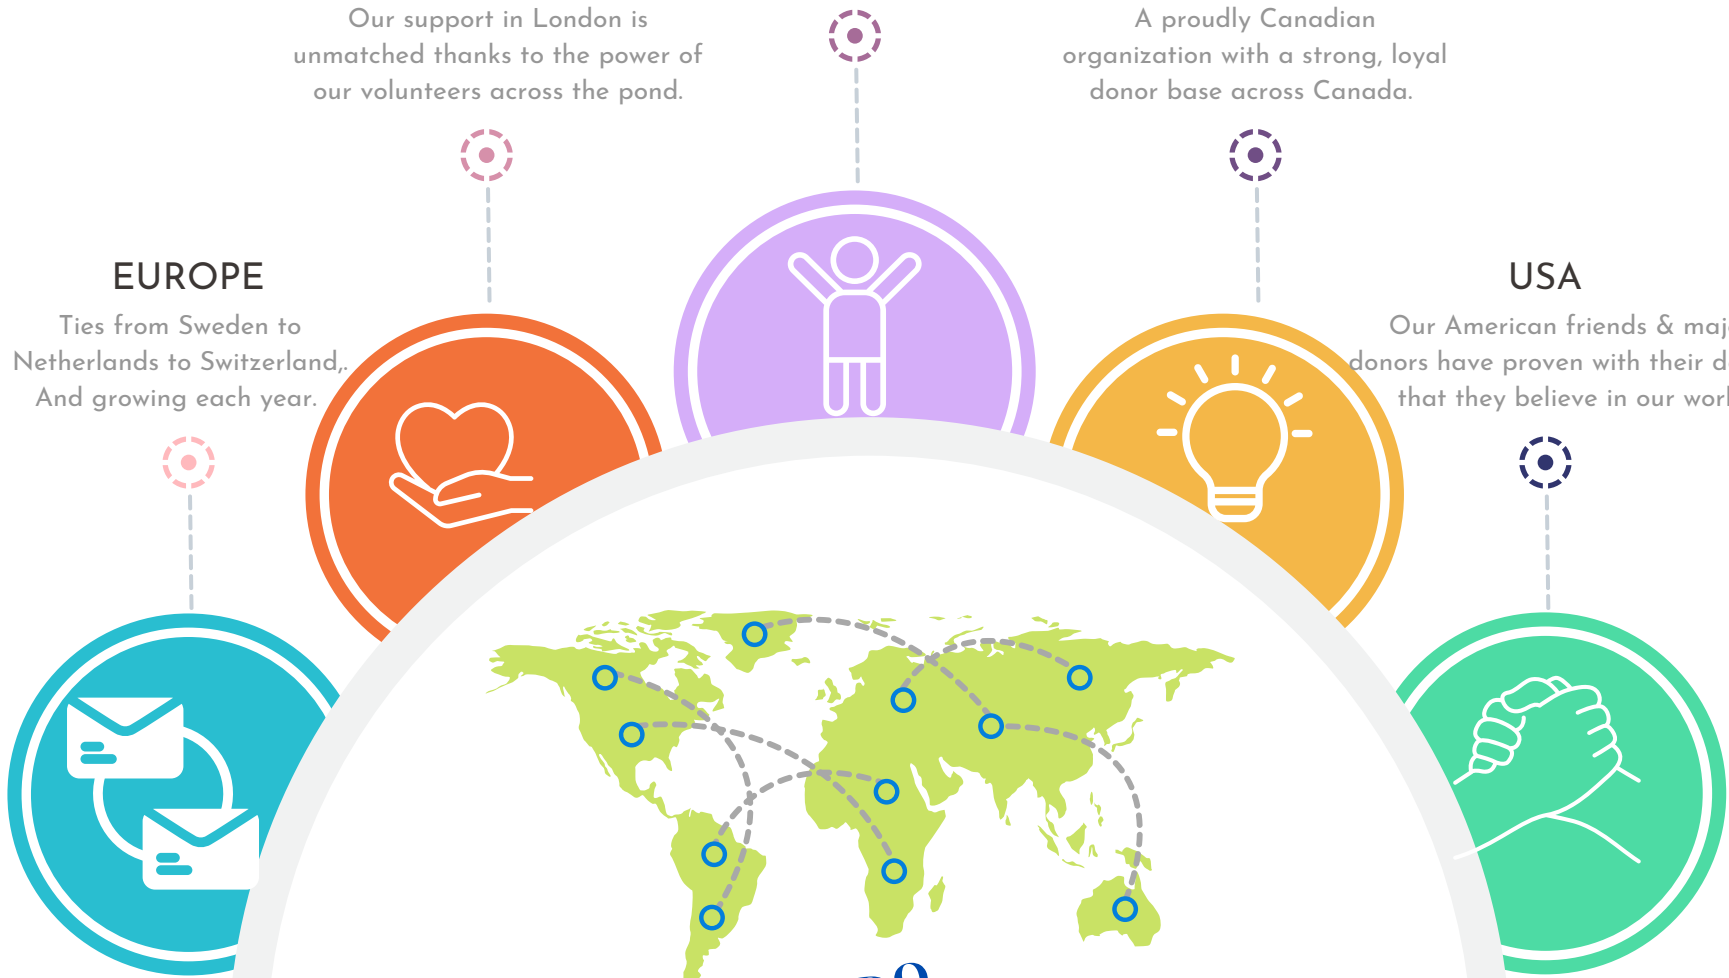 Our support in London is
unmatched thanks to the power of
our volunteers across the pond.
A proudly Canadian
organization with a strong, loyal
donor base across Canada.
EUROPE
Ties from Sweden to
Netherlands to Switzerland,.
And growing each year.
USA
Our American friends &
donors have proven with their
that they believe in our